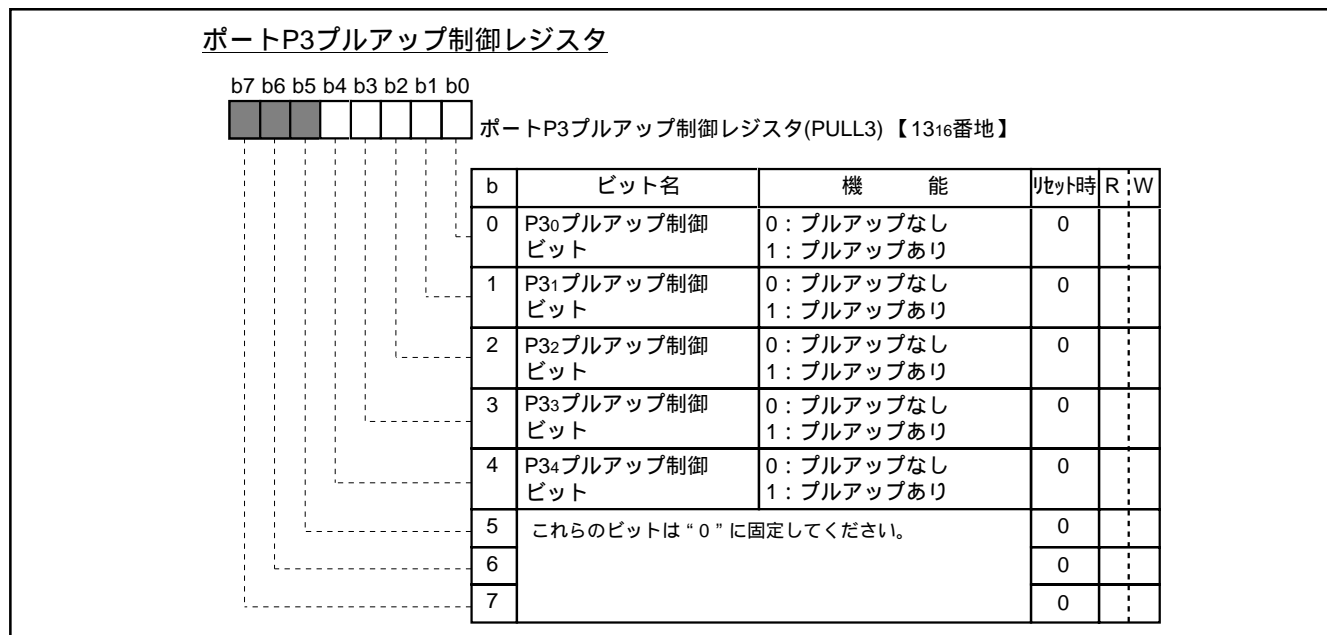 ポートP3プルアップ制御レジスタ
b7 b6 b5 b4 b3 b2 b1 b0
ポートP3プルアップ制御レジスタ(PULL3)【1316番地】
b ビット名 機 能 リセット時 R W
0 P30プルアップ制御 0：プルアップなし 0
ビット 1：プルアップあり
1 P31プルアップ制御 0：プルアップなし 0
ビット 1：プルアップあり
2 P32プルアップ制御 0：プルアップなし 0
ビット 1：プルアップあり
3 P33プルアップ制御 0：プルアップなし 0
ビット 1：プルアップあり
4 P34プルアップ制御 0：プルアップなし 0
ビット 1：プルアップあり
5 これらのビットは“0”に固定してください。 0
6 0
7 0